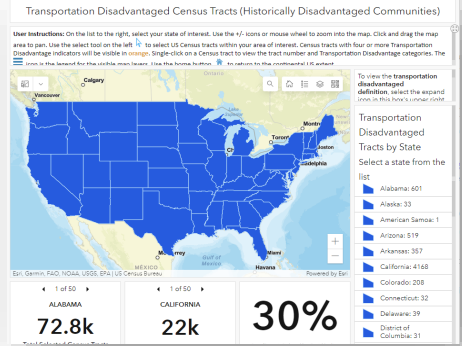 Transportation Disadvantaged Census Tracts (Historically Disadvantaged Communities)
User Instructions: On the list to the right, select your state of interest. Use the +/- icons or mouse wheel to zoom into the map. Click and drag the map
area to pan. Use the select tool on the left to select US Census tracts within your area of interest. Census tracts with four or more Transportation
Disadvantage Indicators will be visible in orange. Single-click on a Census tract to view the tract number and Transportation Disadvantage categories. The
icon is the legend for the visible map layers. Use the home button to return to the continental US extent.
To view the transportation
disadvantaged
definition, select the expand
icon in this box's upper right
Calgary
Ontario
Vancouver
Montre
Toront
Ch
Boston
adelphia
Mo rrey
Gulf of
Mexico
Miami
MEXICO
Havana
+
−
Esri, Garmin, FAO, NOAA, USGS, EPA | US Census Bureau
Powered by Esri
Transportation
Disadvantaged
Tracts by State
Select a state from the
list
Alabama: 601
Alaska: 33
American Samoa: 1
Arizona: 519
Arkansas: 357
California: 4168
Colorado: 208
Connecticut: 32
Delaware: 39
District of
Columbia: 31
1 of 50
ALABAMA
72.8k
Total Selected Census Tracts
1 of 50
CALIFORNIA
22k
30%